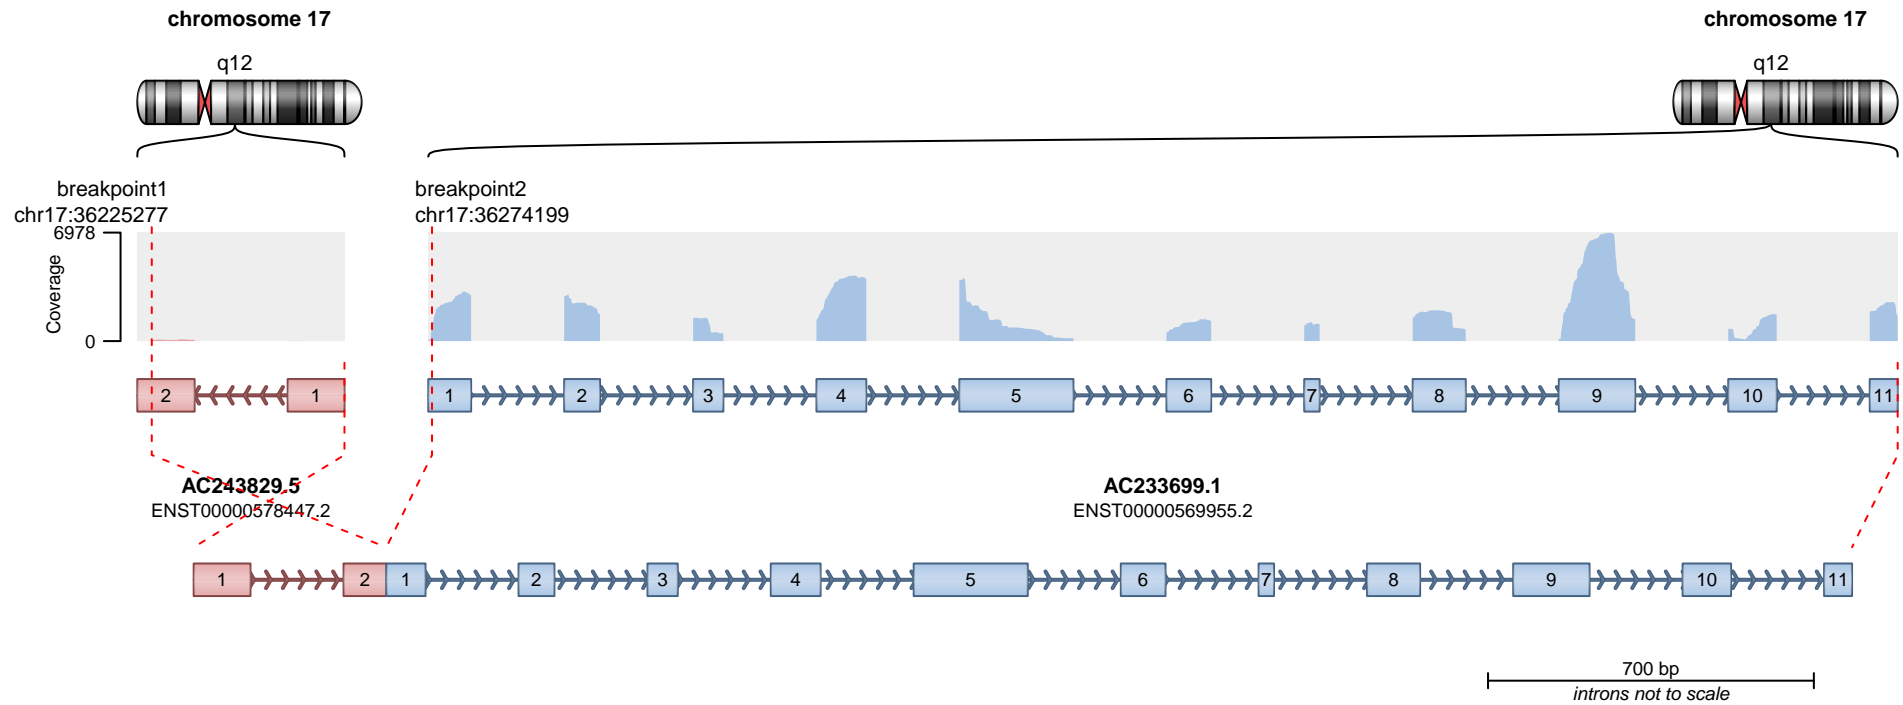 chromosome 17
chromosome 17
q12
q12
breakpoint1
chr17:36225277
breakpoint2
chr17:36274199
6978
Coverage
0
2 1 1 2 3 4 5 6 7 8 9 10 11
AC243829.5
ENST00000578447.2
AC233699.1
ENST00000569955.2
1 2 1 2 3 4 5 6 7 8 9 10 11
700 bp
introns not to scale